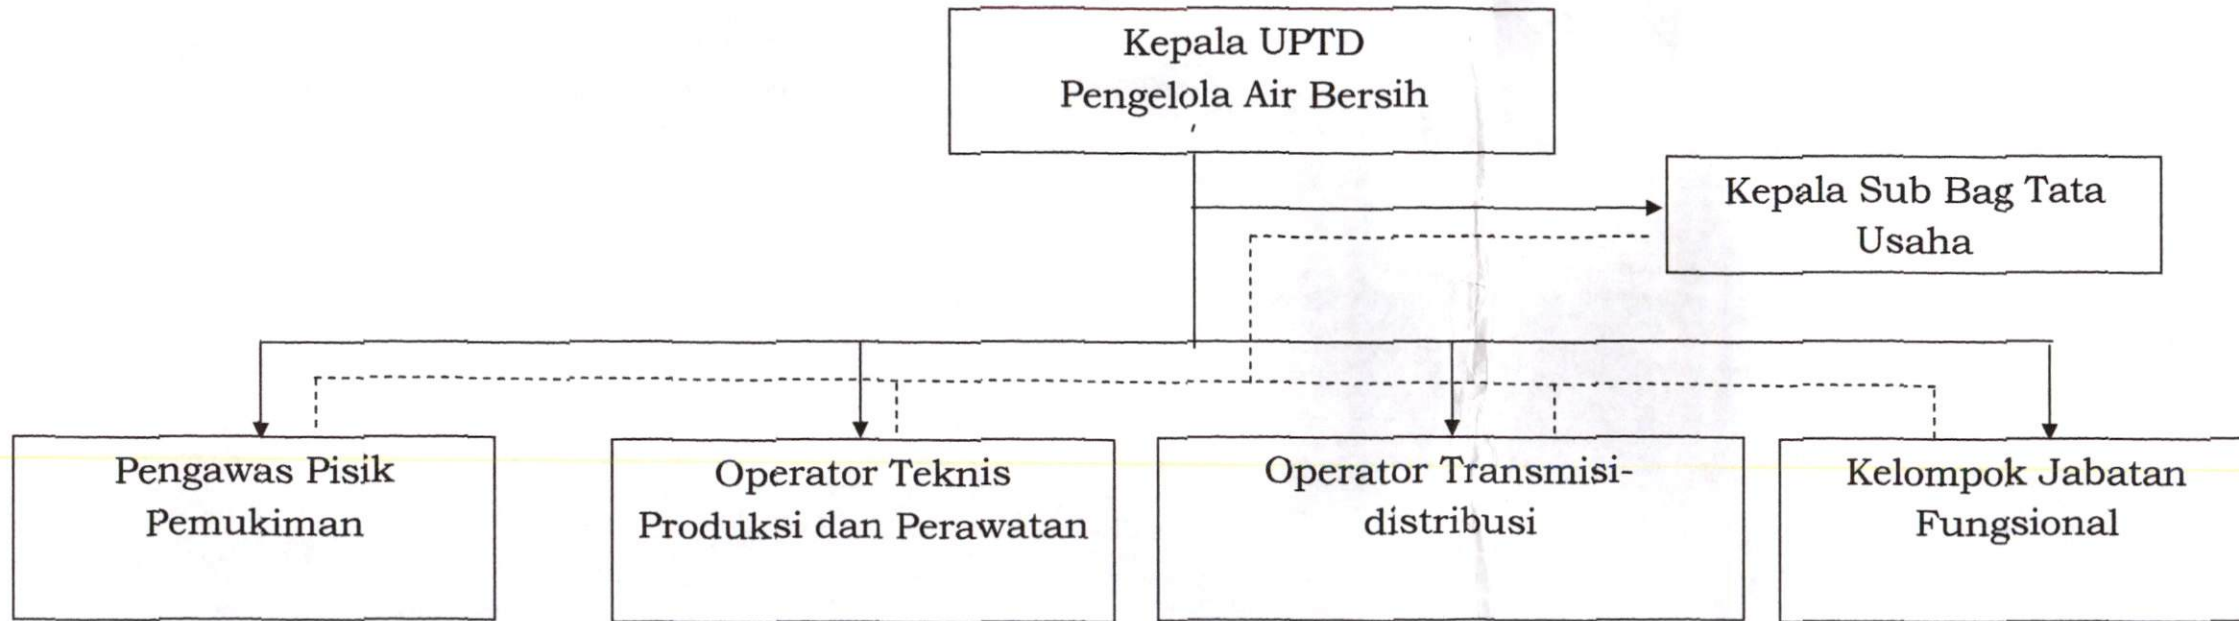 Kepala UPTD
Pengelola Air Bersih
Kepala Sub Bag Tata
Usaha
Pengawas Pisik
Pemukiman
Operator Teknis
Produksi dan Perawatan
Operator Transmisi-
distribusi
Kelompok Jabatan
Fungsional